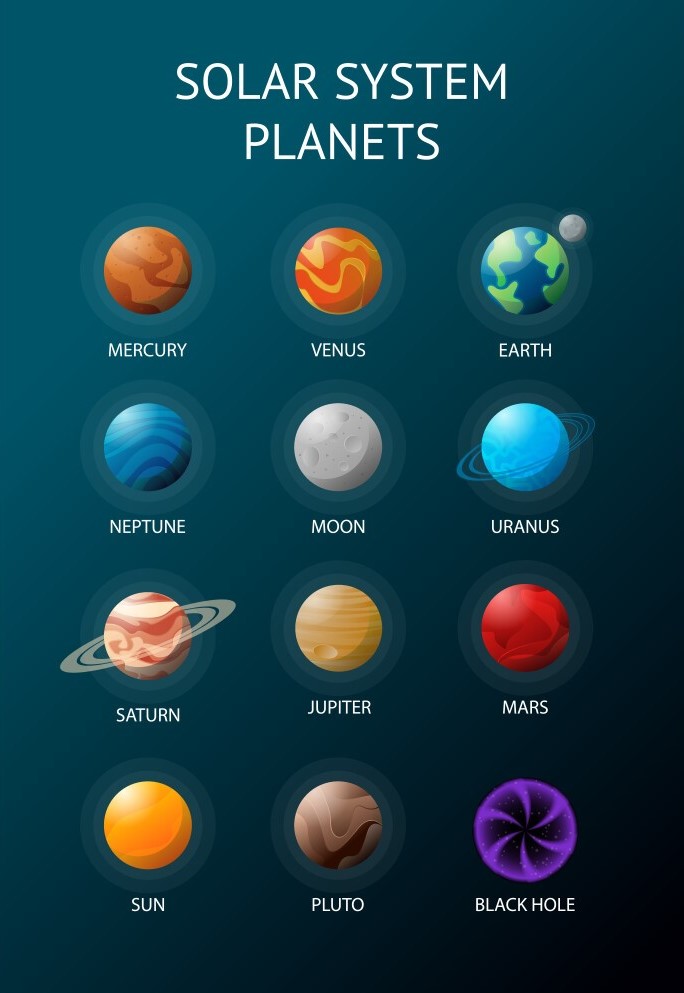 SOLAR SYSTEM
PLANETS
MERCURY
VENUS
EARTH
NEPTUNE
MOON
URANUS
SATURN
JUPITER
MARS
SUN
PLUTO
BLACK HOLE